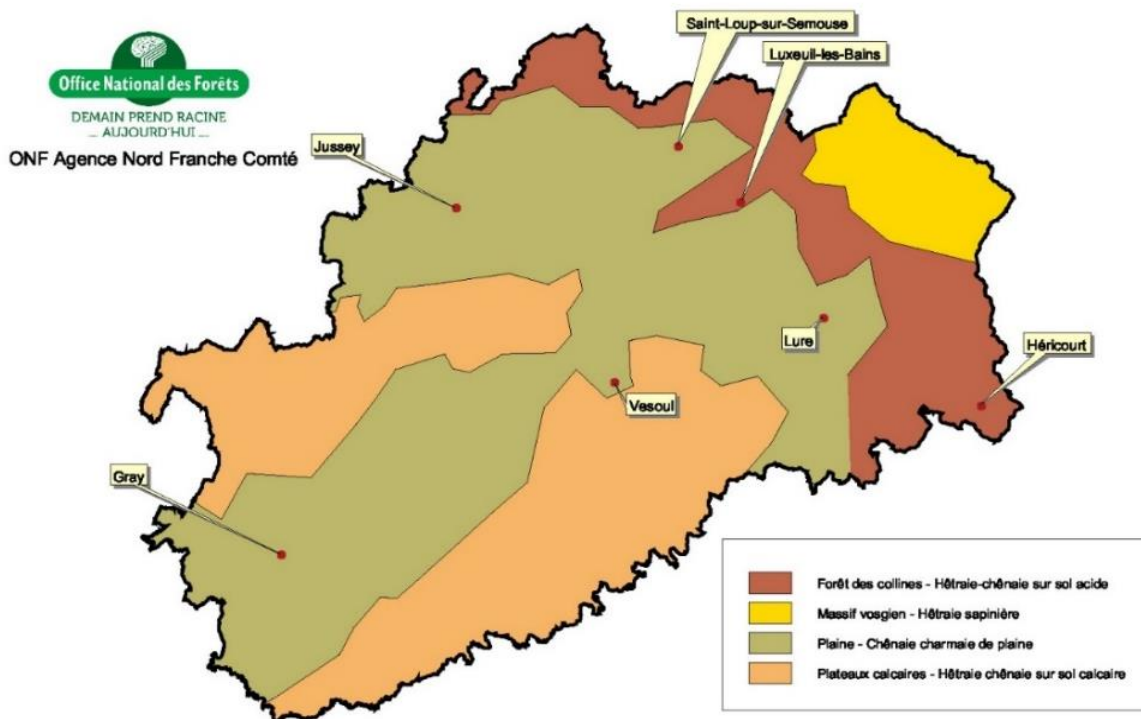 Office National des Forêts
DEMAIN PREND RACINE
AUJOURD'HUI
ONF Agence Nord Franche Comté
Saint-Loup-sur-Semouse
Luxeuil-les-Bains
Jussey
Lure
Héricourt
Vesoul
Gray
Forêt des collines - Hêtraie-chênaie sur sol acide
Massif vosgien - Hêtraie sapinière
Plaine - Chênaie charmaie de plaine
Plateaux calcaires - Hêtraie chênaie sur sol calcaire